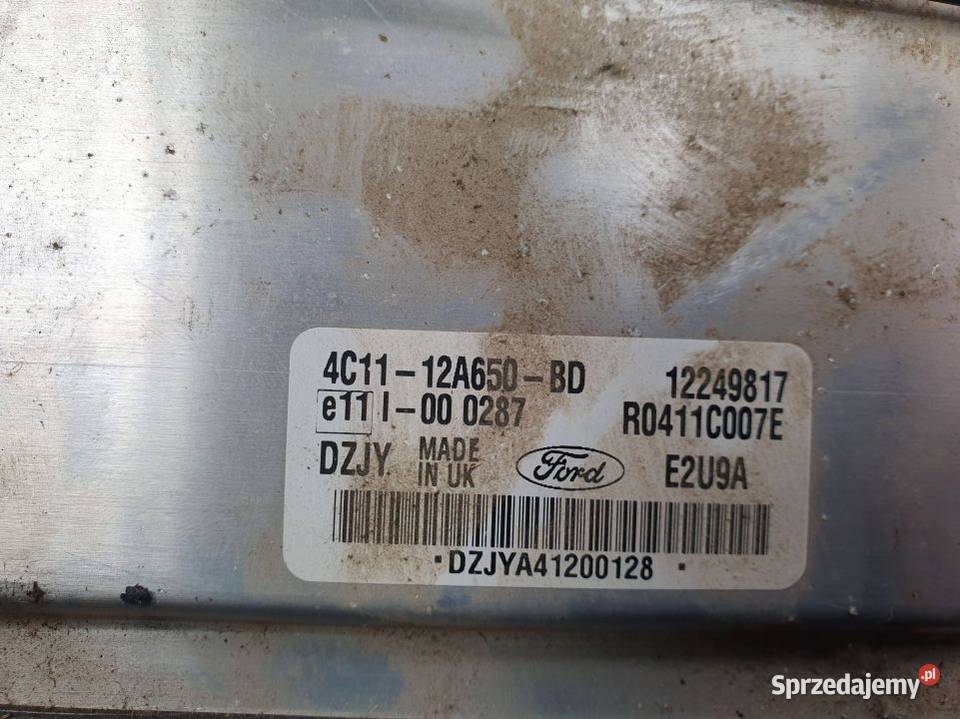 4C11-12A650-BD 12249817
e11 I-00 0287 R0411C007E
DZJY MADE IN UK Ford E2U9A
·DZJYA41200128 ·
Sprzedajemy.pl